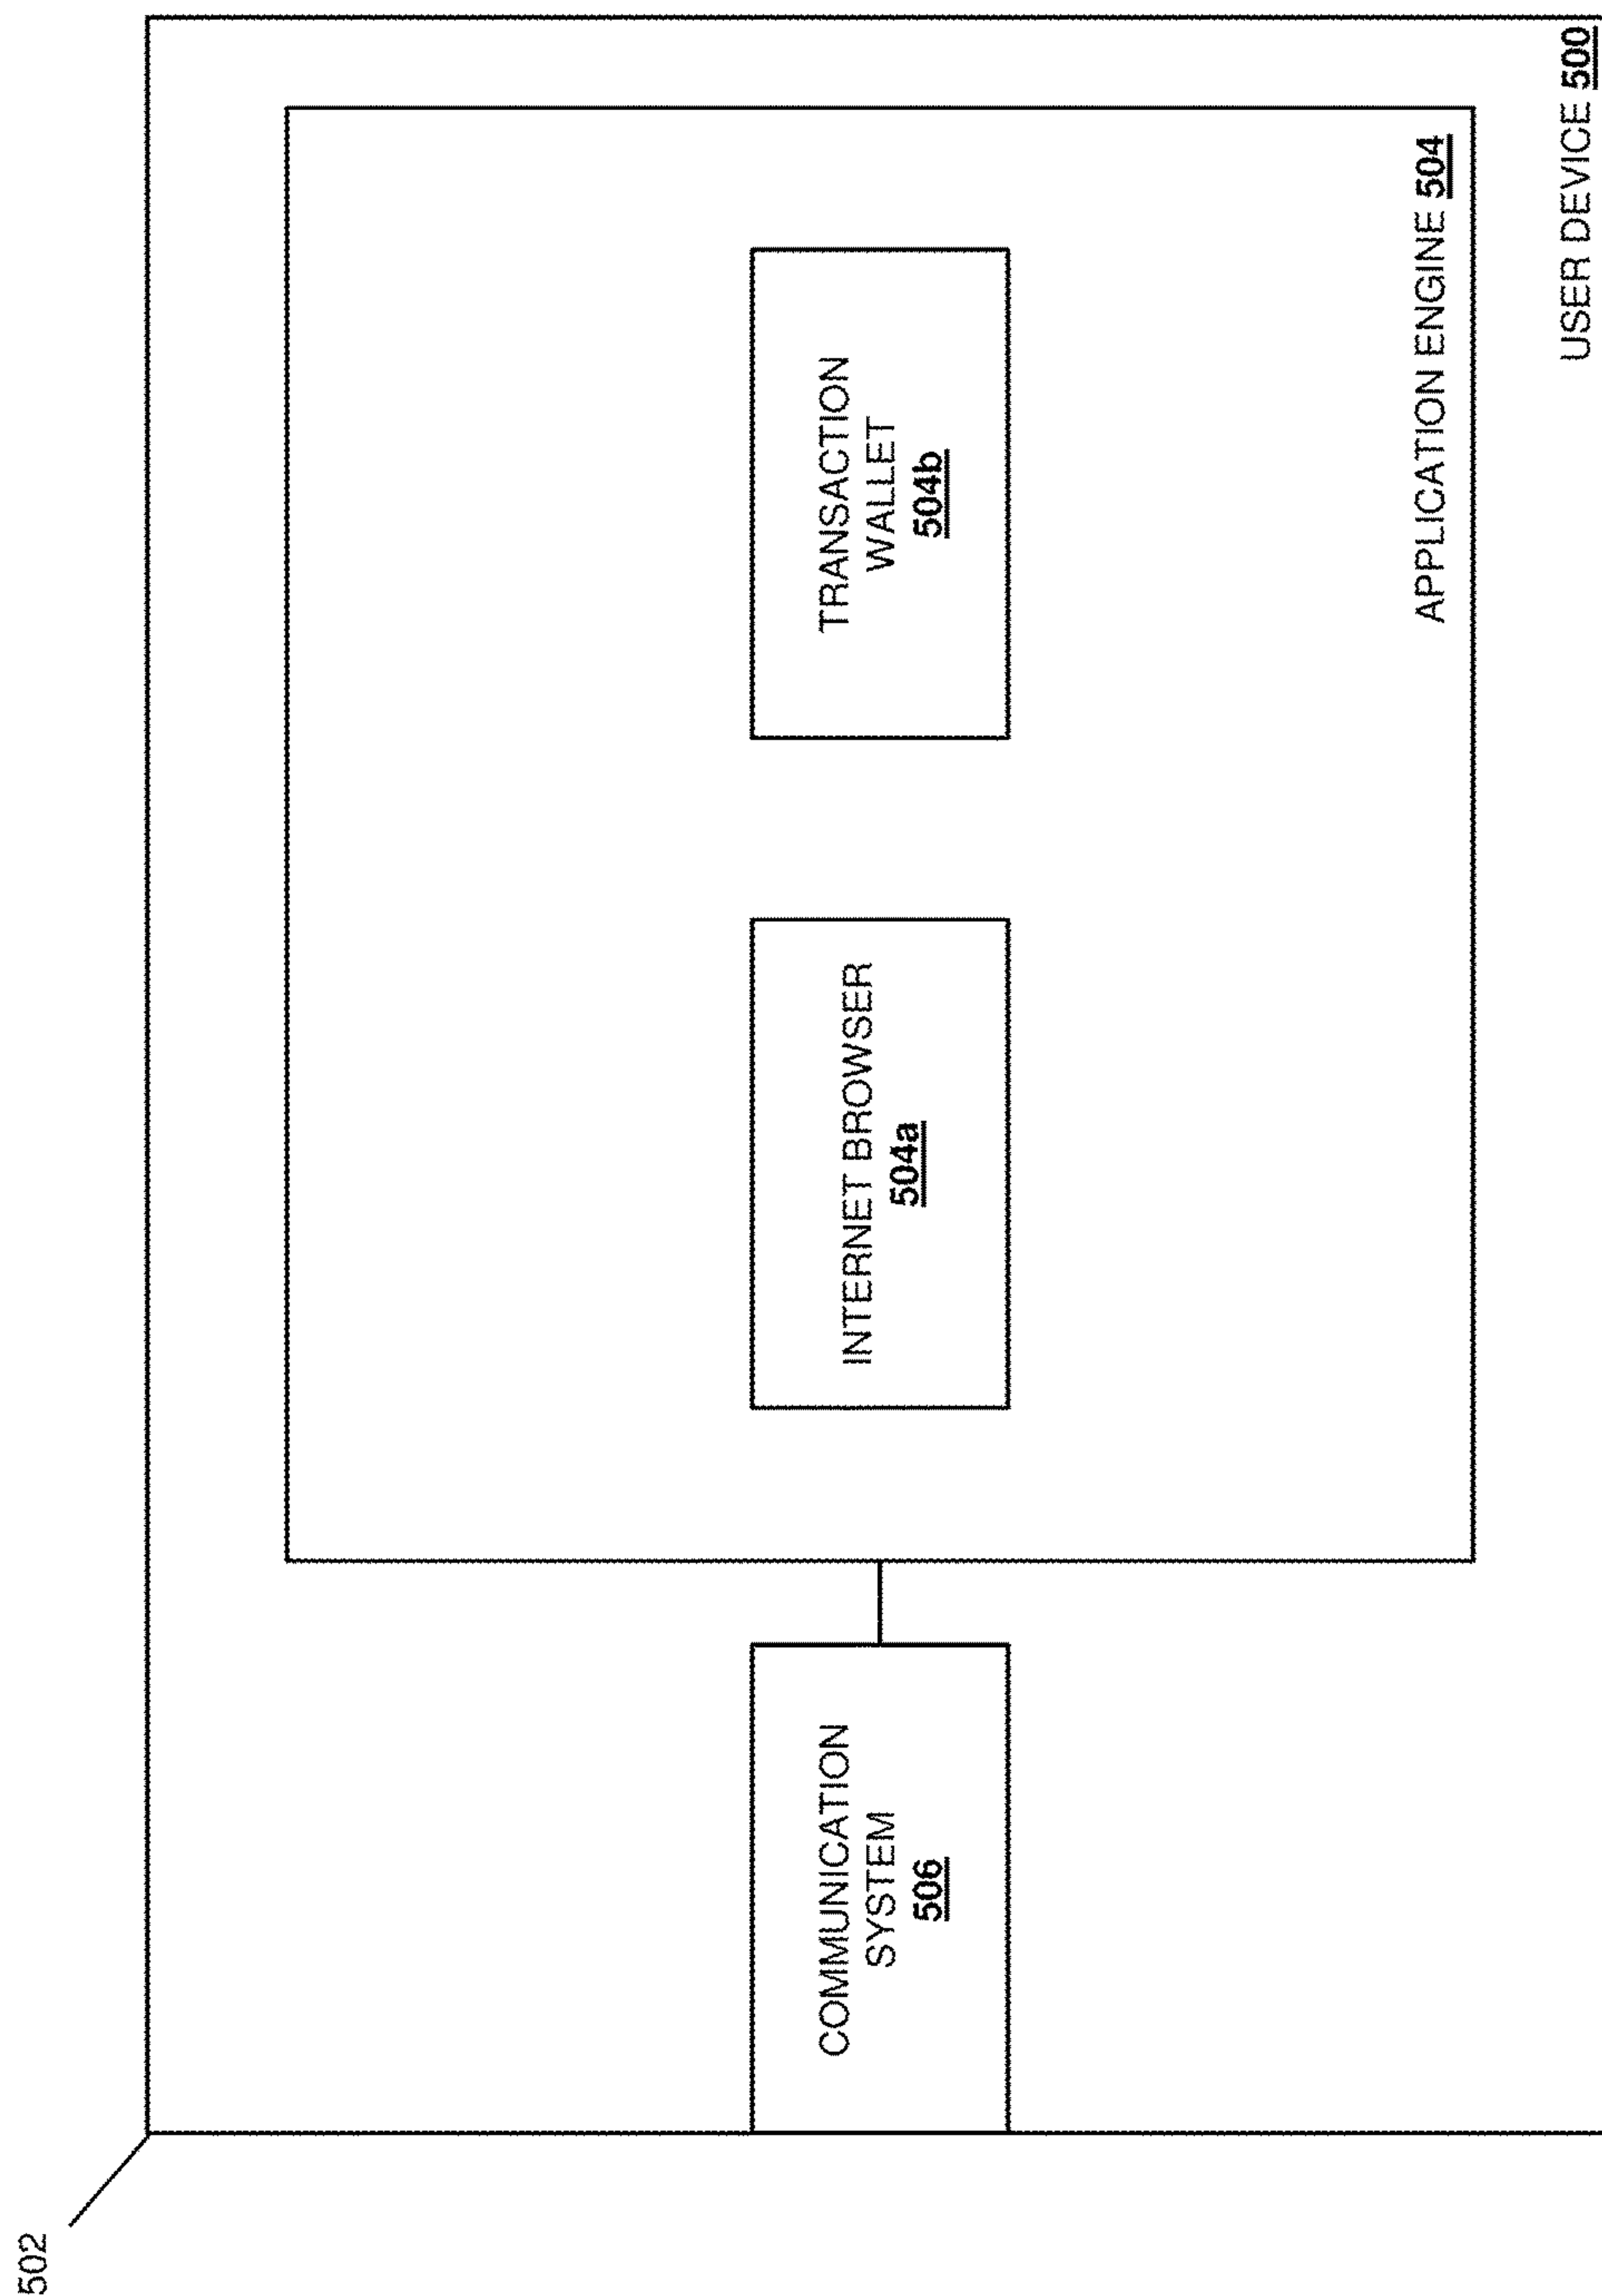 502
COMMUNICATION
SYSTEM
506
INTERNET BROWSER
504a
TRANSACTION
WALLET
504b
APPLICATION ENGINE 504
USER DEVICE 500